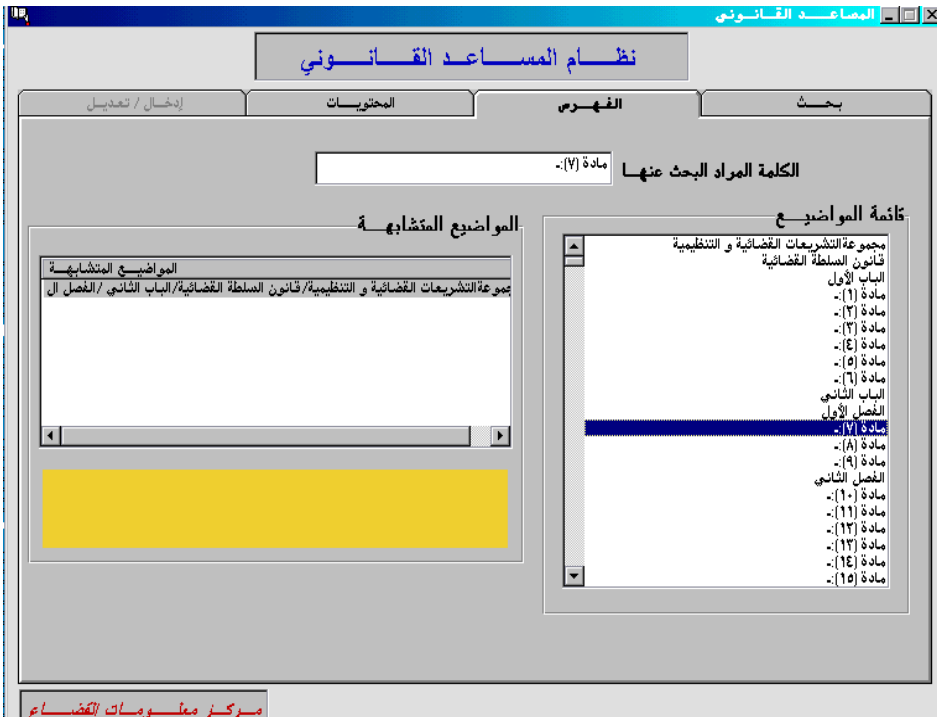 المساعد القانوني
نظام المساعد القانوني
بحث
الفهرس
المحتويات
إدخال / تعديل
الكلمة المراد البحث عنها
مادة (٧):ـ
قائمة المواضيع
مجموعةالتشريعات القضائية و التنظيمية
قانون السلطة القضائية
الباب الأول
مادة (١):ـ
مادة (٢):ـ
مادة (٣):ـ
مادة (٤):ـ
مادة (٥):ـ
مادة (٦):ـ
الباب الثاني
الفصل الأول
مادة (٧):ـ
مادة (٨):ـ
مادة (٩):ـ
الفصل الثاني
مادة (١٠):ـ
مادة (١١):ـ
مادة (١٢):ـ
مادة (١٣):ـ
مادة (١٤):ـ
مادة (١٥):ـ
المواضيع المتشابهة
المواضيع المتشابهة
جموعةالتشريعات القضائية و التنظيمية/قانون السلطة القضائية/الباب الثاني /الفصل ال
مركز معلومات القضاء